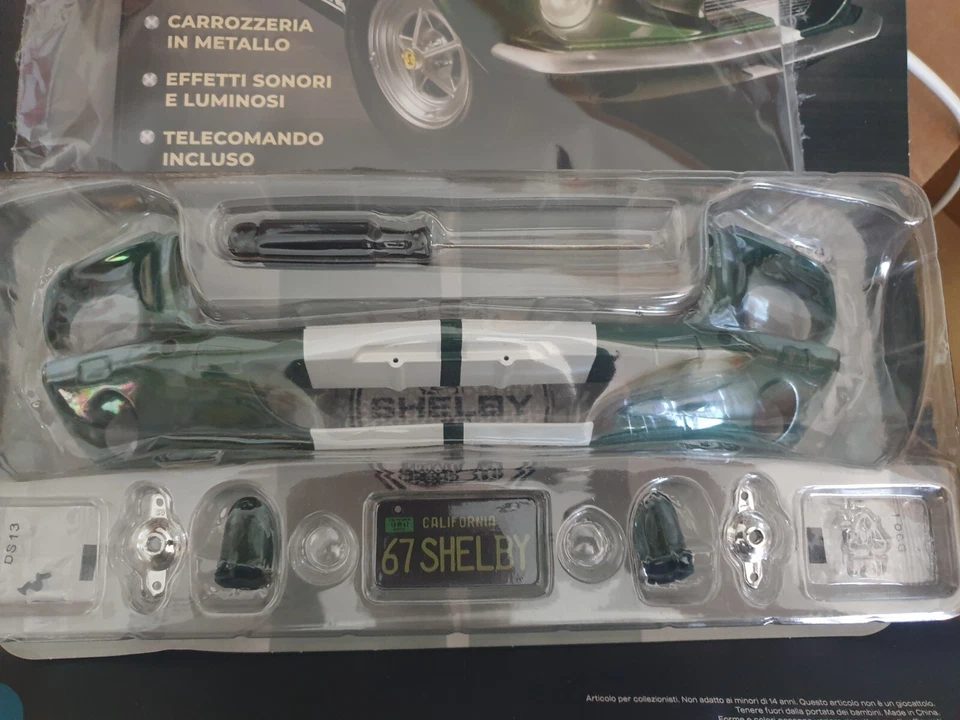 CARROZZERIA
IN METALLO
EFFETTI SONORI
E LUMINOSI
TELECOMANDO
INCLUSO
SHELBY
CALIFORNIA
67 SHELBY
DS13
Articolo per collezionisti. Non adatto ai minori di 14 anni. Questo articolo non è un giocattolo.
Tenere fuori dalla portata dei bambini. Made in China.